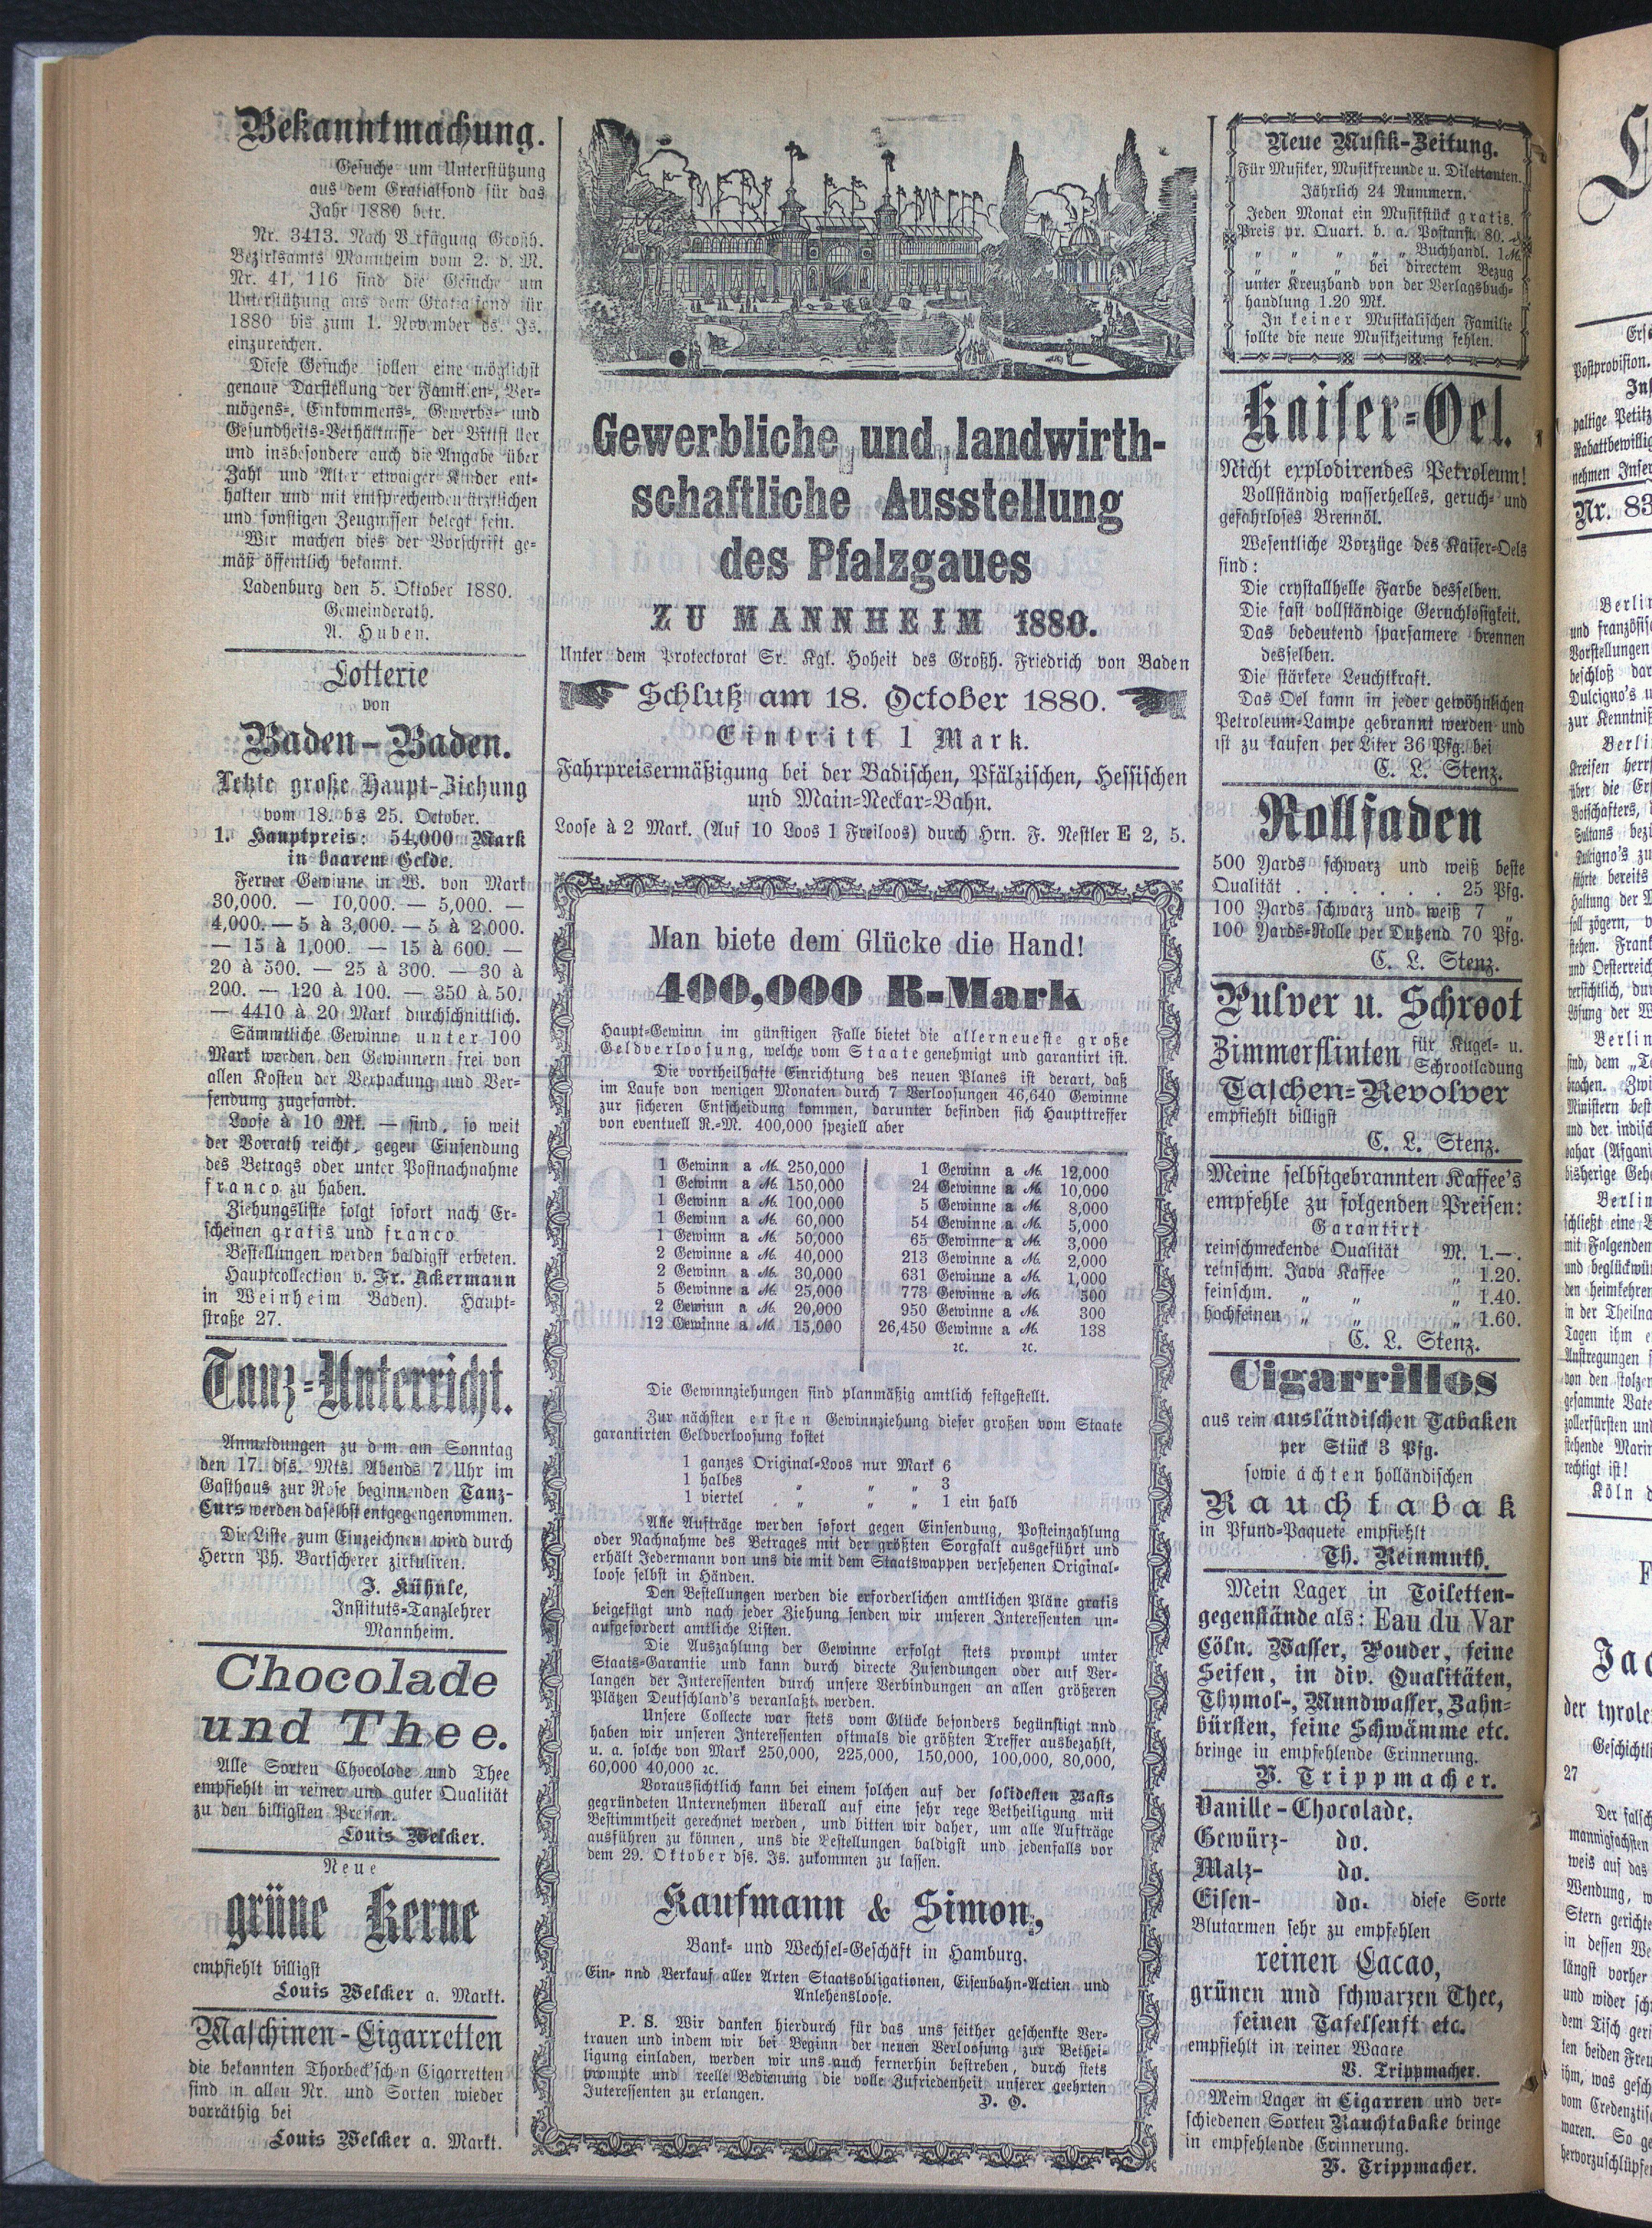 Bekanntmachung.
Gesuche um Unterstützung
aus dem Gratialfond für das
Jahr 1880 betr.
Nr. 3413. Nach Verfügung Großh.
Bezirksamts Mannheim vom 2. d. M.
Nr. 41, 116 sind die Gesuche um
Unterstützung aus dem Gratialfond für
1880 bis zum 1. November ds. Js.
einzureichen.
Diese Gesuche sollen eine möglichst
genaue Darstellung der Familien-, Ver-
mögens-, Einkommens-, Gewerbs- und
Gesundheits-Verhältnisse der Bittsteller
und insbesondere auch die Angabe über
Zahl und Alter etwaiger Kinder ent-
halten und mit entsprechenden ärztlichen
und sonstigen Zeugnissen belegt sein.
Wir machen dies der Vorschrift ge-
mäß öffentlich bekannt.
Ladenburg den 5. Oktober 1880.
Gemeinderath.
A. Huben.
Lotterie
von
Baden-Baden.
Letzte große Haupt-Ziehung
vom 18. bis 25. October.
1. Hauptpreis: 54,000 Mark
in baarem Gelde.
Ferner Gewinne in W. von Mark
30,000. — 10,000. — 5,000. —
4,000. — 5 à 3,000. — 5 à 2,000.
— 15 à 1,000. — 15 à 600. —
20 à 500. — 25 à 300. — 30 à
200. — 120 à 100. — 350 à 50.
— 4410 à 20 Mark durchschnittlich.
Sämmtliche Gewinne unter 100
Mark werden den Gewinnern frei von
allen Kosten der Verpackung und Ver-
sendung zugesandt.
Loose à 10 Mk. — sind, so weit
der Vorrath reicht, gegen Einsendung
des Betrags oder unter Postnachnahme
franco zu haben.
Ziehungsliste folgt sofort nach Er-
scheinen gratis und franco.
Bestellungen werden baldigst erbeten.
Hauptcollection v. Fr. Ackermann
in Weinheim Baden). Haupt-
straße 27.
Tanz-Unterricht.
Anmeldungen zu dem am Sonntag
den 17. dss. Mts. Abends 7 Uhr im
Gasthaus zur Rose beginnenden Tanz-
Curs werden daselbst entgegengenommen.
Die Liste zum Einzeichnen wird durch
Herrn Ph. Bartscherer zirkuliren.
J. Kühnle,
Instituts-Tanzlehrer
Mannheim.
Chocolade
und Thee.
Alle Sorten Chocolade und Thee
empfiehlt in reiner und guter Qualität
zu den billigsten Preisen.
Louis Welcker.
Neue
grüne Kerne
empfiehlt billigst
Louis Welcker a. Markt.
Maschinen-Cigarretten
die bekannten Thorbeck'schen Cigarretten
sind in allen Nr. und Sorten wieder
vorräthig bei
Louis Welcker a. Markt.
Gewerbliche und landwirth-
schaftliche Ausstellung
des Pfalzgaues
ZU MANNHEIM 1880.
Unter dem Protectorat Sr. Kgl. Hoheit des Großh. Friedrich von Baden
Schluß am 18. October 1880.
Eintritt 1 Mark.
Fahrpreisermäßigung bei der Badischen, Pfälzischen, Hessischen
und Main-Neckar-Bahn.
Loose à 2 Mark. (Auf 10 Loos 1 Freiloos) durch Hrn. F. Nestler E 2, 5.
Man biete dem Glücke die Hand!
400,000 R-Mark
Haupt-Gewinn im günstigen Falle bietet die allerneueste große
Geldverloosung, welche vom Staate genehmigt und garantirt ist.
Die vortheilhafte Einrichtung des neuen Planes ist derart, daß
im Laufe von wenigen Monaten durch 7 Verloosungen 46,640 Gewinne
zur sicheren Entscheidung kommen, darunter befinden sich Haupttreffer
von eventuell R.-M. 400,000 speziell aber
1 Gewinn a M. 250,000
1 Gewinn a M. 150,000
1 Gewinn a M. 100,000
1 Gewinn a M. 60,000
1 Gewinn a M. 50,000
2 Gewinne a M. 40,000
2 Gewinn a M. 30,000
5 Gewinne a M. 25,000
2 Gewinn a M. 20,000
12 Gewinne a M. 15,000
1 Gewinn a M. 12,000
24 Gewinne a M. 10,000
5 Gewinne a M. 8,000
54 Gewinne a M. 5,000
65 Gewinne a M. 3,000
213 Gewinne a M. 2,000
631 Gewinne a M. 1,000
773 Gewinne a M. 500
950 Gewinne a M. 300
26,450 Gewinne a M. 138
ꝛc. ꝛc.
Die Gewinnziehungen sind planmäßig amtlich festgestellt.
Zur nächsten ersten Gewinnziehung dieser großen vom Staate
garantirten Geldverloosung kostet
1 ganzes Original-Loos nur Mark 6
1 halbes " " " 3
1 viertel " " " 1 ein halb
Alle Aufträge werden sofort gegen Einsendung, Posteinzahlung
oder Nachnahme des Betrages mit der größten Sorgfalt ausgeführt und
erhält Jedermann von uns die mit dem Staatswappen versehenen Original-
loose selbst in Händen.
Den Bestellungen werden die erforderlichen amtlichen Pläne gratis
beigefügt und nach jeder Ziehung senden wir unseren Interessenten un-
aufgefordert amtliche Listen.
Die Auszahlung der Gewinne erfolgt stets prompt unter
Staats-Garantie und kann durch directe Zusendungen oder auf Ver-
langen der Interessenten durch unsere Verbindungen an allen größeren
Plätzen Deutschland's veranlaßt werden.
Unsere Collecte war stets vom Glücke besonders begünstigt und
haben wir unseren Interessenten oftmals die größten Treffer ausbezahlt,
u. a. solche von Mark 250,000, 225,000, 150,000, 100,000, 80,000,
60,000 40,000 ꝛc.
Voraussichtlich kann bei einem solchen auf der solidesten Basis
gegründeten Unternehmen überall auf eine sehr rege Betheiligung mit
Bestimmtheit gerechnet werden, und bitten wir daher, um alle Aufträge
ausführen zu können, uns die Bestellungen baldigst und jedenfalls vor
dem 29. Oktober dss. Js. zukommen zu lassen.
Kaufmann & Simon,
Bank- und Wechsel-Geschäft in Hamburg.
Ein- nnd Verkauf aller Arten Staatsobligationen, Eisenbahn-Actien und
Anlehensloose.
P. S. Wir danken hierdurch für das uns seither geschenkte Ver-
trauen und indem wir bei Beginn der neuen Verloosung zur Bethei-
ligung einladen, werden wir uns auch fernerhin bestreben, durch stets
prompte und reelle Bedienung die volle Zufriedenheit unserer geehrten
Interessenten zu erlangen. D. O.
Neue Musik-Zeitung.
Für Musiker, Musikfreunde u. Dilettanten.
Jährlich 24 Nummern.
Jeden Monat ein Musikstück gratis.
Preis pr. Quart. b. a. Postanst. 80.
" " " " " Buchhandl. 1 M.
" " " bei directem Bezug
unter Kreuzband von der Verlagsbuch-
handlung 1.20 Mk.
In keiner Musikalischen Familie
sollte die neue Musikzeitung fehlen.
Kaiser-Oel.
Nicht explodirendes Petroleum!
Vollständig wasserhelles, geruch- und
gefahrloses Brennöl.
Wesentliche Vorzüge des Kaiser-Oels
sind:
Die crystallhelle Farbe desselben.
Die fast vollständige Geruchlosigkeit.
Das bedeutend sparsamere brennen
desselben.
Die stärkere Leuchtkraft.
Das Oel kann in jeder gewöhnlichen
Petroleum-Lampe gebrannt werden und
ist zu kaufen per Liter 36 Pfg. bei
C. L. Stenz.
Rollfaden
500 Yards schwarz und weiß beste
Qualität . . . . . . . 25 Pfg.
100 Yards schwarz und weiß 7 "
100 Yards-Rolle per Dutzend 70 Pfg.
C. L. Stenz.
Pulver u. Schroot
Zimmerflinten für Kugel- u.
Schrootladung
Taschen-Revolver
empfiehlt billigst
C. L. Stenz.
Meine selbstgebrannten Kaffee's
empfehle zu folgenden Preisen:
Garantirt
reinschmeckende Qualität M. 1.—.
reinschm. Java Kaffee " 1.20.
feinschm. " " " 1.40.
hochfeinen " " " 1.60.
C. L. Stenz.
Cigarrillos
aus rein ausländischen Tabaken
per Stück 3 Pfg.
sowie ächten holländischen
Rauchtabak
in Pfund-Paquete empfiehlt
Th. Reinmuth.
Mein Lager in Toiletten-
gegenstände als: Eau du Var
Cöln. Wasser, Pouder, feine
Seifen, in div. Qualitäten,
Thymol-, Mundwasser, Zahn-
bürsten, feine Schwämme etc.
bringe in empfehlende Erinnerung.
V. Trippmacher.
Vanille-Chocolade.
Gewürz- do.
Malz- do.
Eisen- do. diese Sorte
Blutarmen sehr zu empfehlen
reinen Cacao,
grünen und schwarzen Thee,
feinen Tafelsenft etc.
empfiehlt in reiner Waare
V. Trippmacher.
Mein Lager in Cigarren und ver-
schiedenen Sorten Rauchtabake bringe
in empfehlende Erinnerung.
V. Trippmacher.
Nr. 83